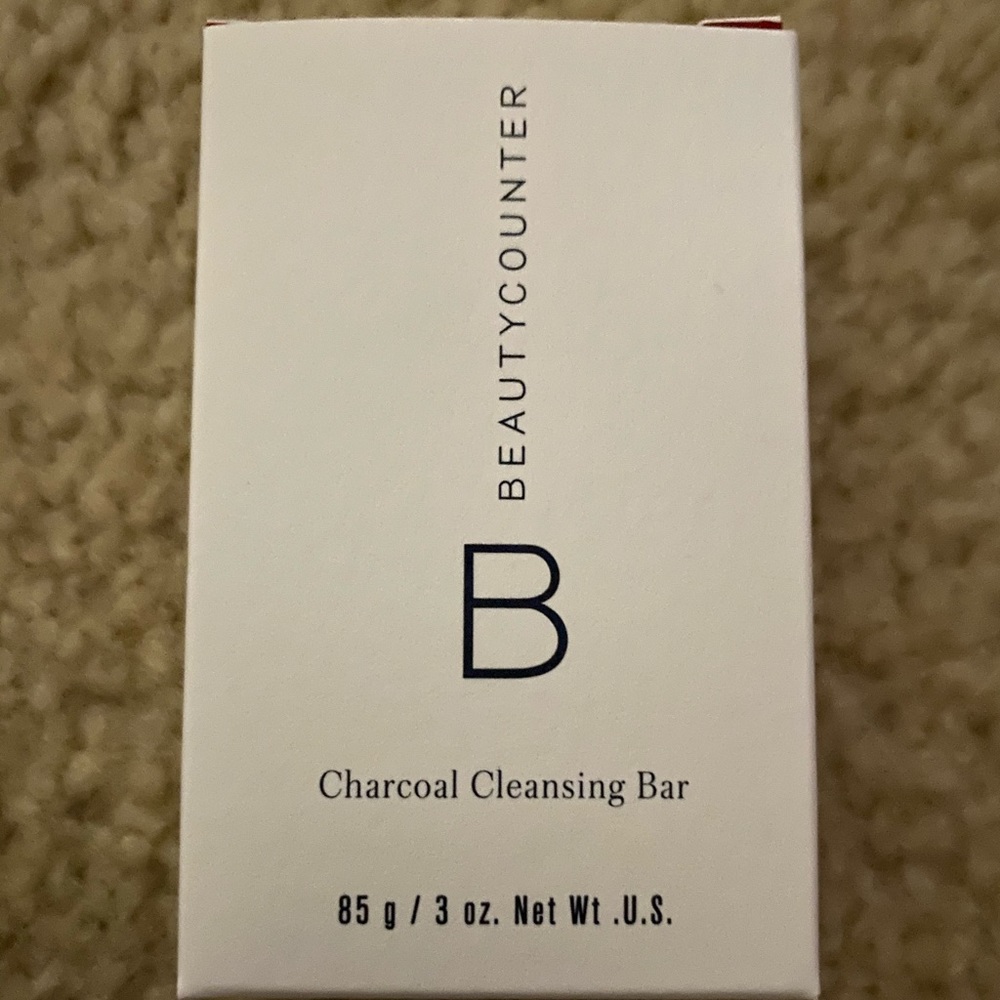 BEAUTYCOUNTER
B
Charcoal Cleansing Bar
85 g / 3 oz. Net Wt .U.S.